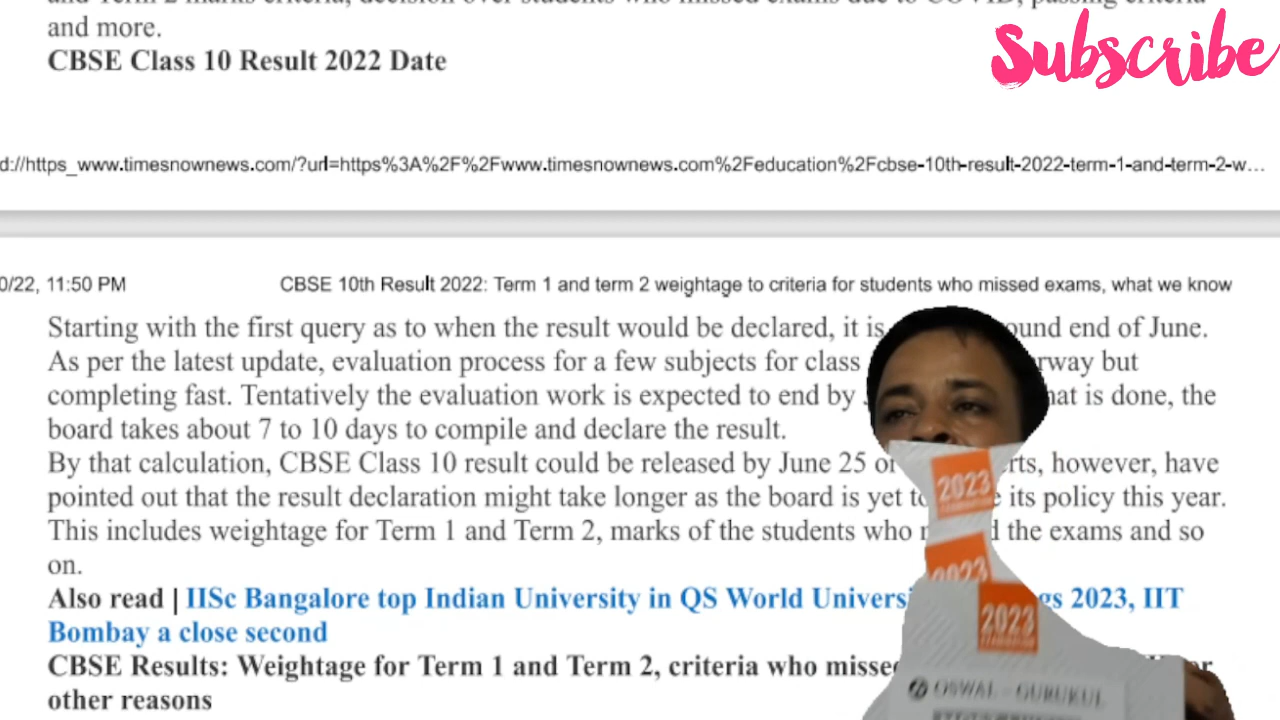 and more.
CBSE Class 10 Result 2022 Date
Subscribe
d://https_www.timesnownews.com/?url=https%3A%2F%2Fwww.timesnownews.com%2Feducation%2Fcbse-10th-result-2022-term-1-and-term-2-w...
0/22, 11:50 PM CBSE 10th Result 2022: Term 1 and term 2 weightage to criteria for students who missed exams, what we know
Starting with the first query as to when the result would be declared, it is ound end of June.
As per the latest update, evaluation process for a few subjects for class rway but
completing fast. Tentatively the evaluation work is expected to end by hat is done, the
board takes about 7 to 10 days to compile and declare the result.
By that calculation, CBSE Class 10 result could be released by June 25 or rts, however, have
pointed out that the result declaration might take longer as the board is yet to its policy this year.
This includes weightage for Term 1 and Term 2, marks of the students who the exams and so
on.
Also read | IISc Bangalore top Indian University in QS World Universi gs 2023, IIT
Bombay a close second
CBSE Results: Weightage for Term 1 and Term 2, criteria who misse
other reasons
2023
2023
2023
OSWAL - GURUKUL